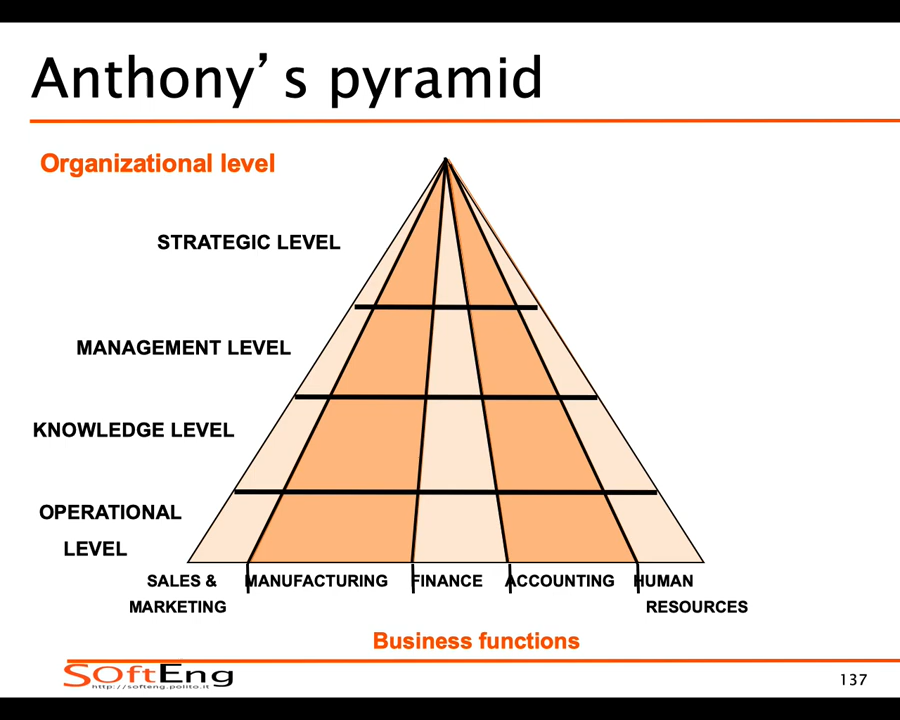 Anthony’s pyramid
Organizational level
STRATEGIC LEVEL
MANAGEMENT LEVEL
KNOWLEDGE LEVEL
OPERATIONAL
LEVEL
SALES & MANUFACTURING FINANCE ACCOUNTING HUMAN
MARKETING RESOURCES
Business functions
SOftEng
http://softeng.polito.it
137